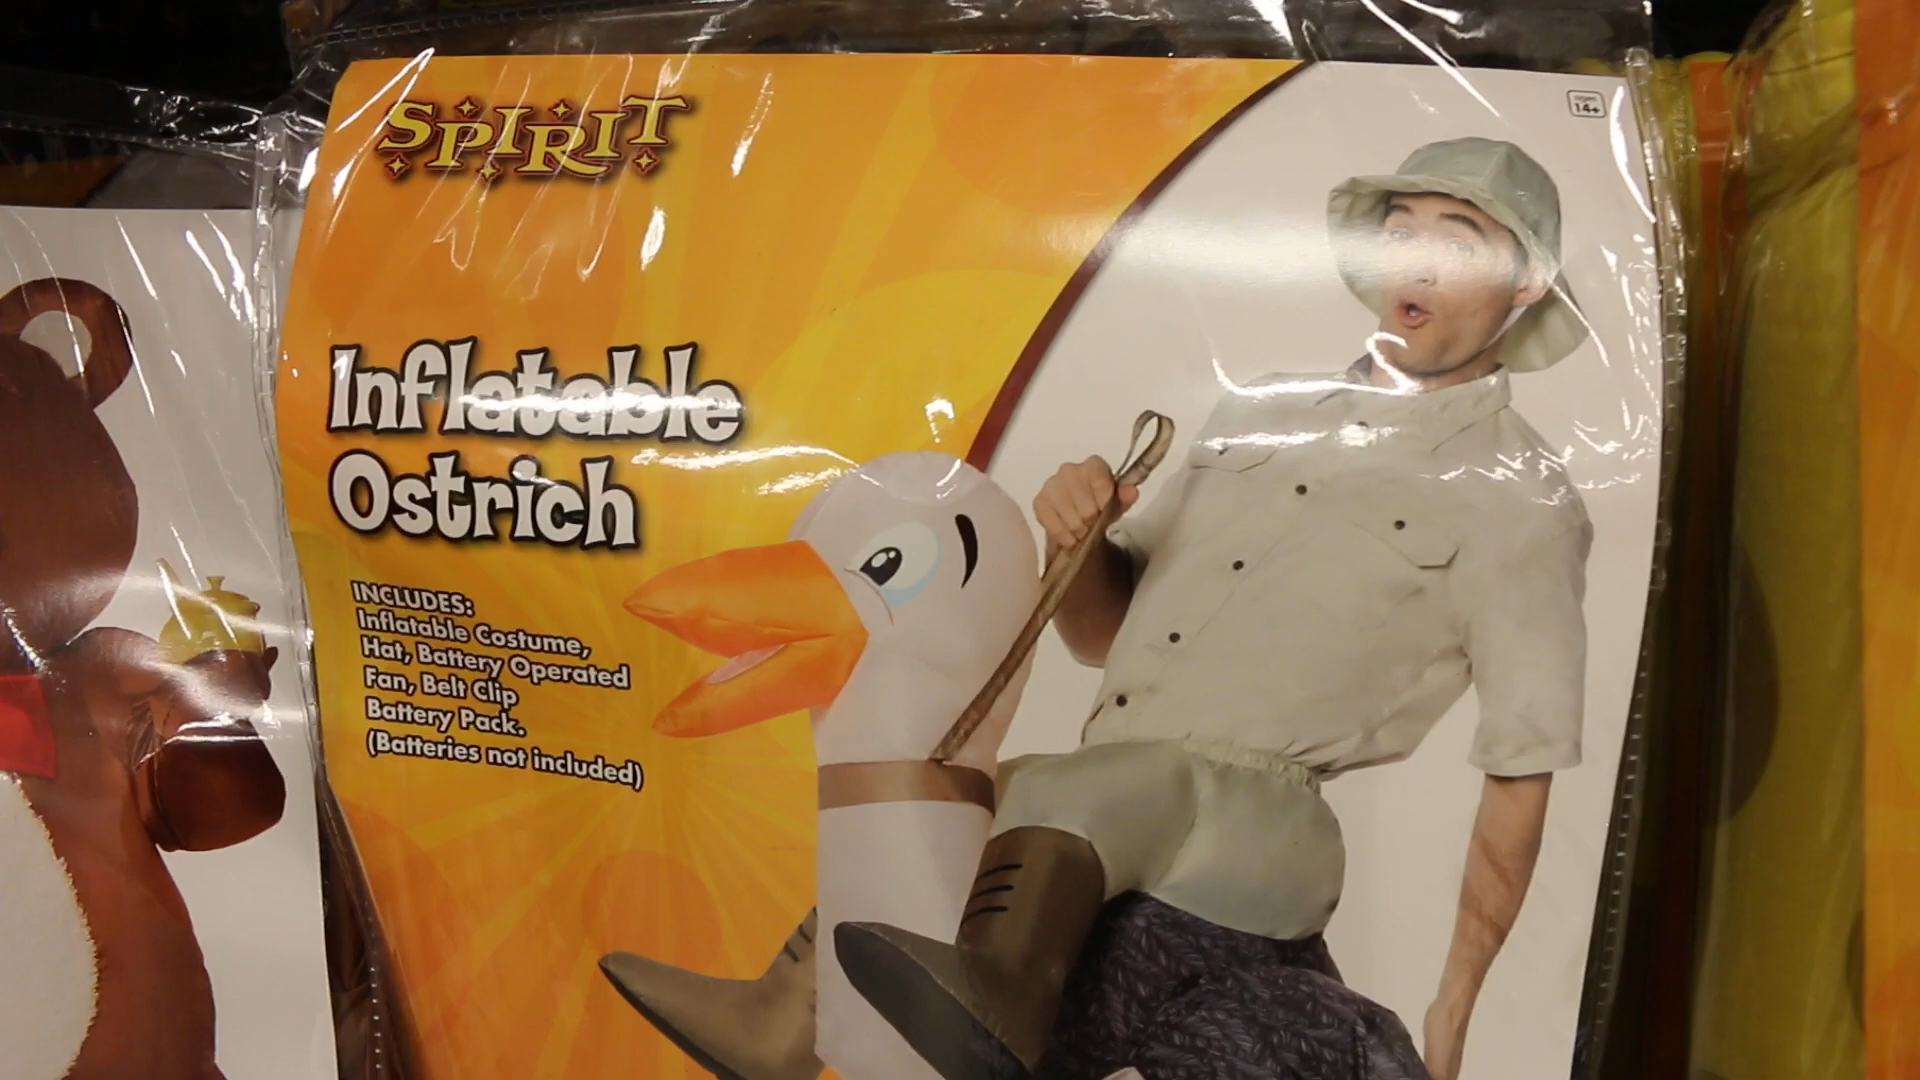 SPIRIT
14+
Inflatable
Ostrich
INCLUDES:
Inflatable Costume,
Hat, Battery Operated
Fan, Belt Clip
Battery Pack.
(Batteries not included)